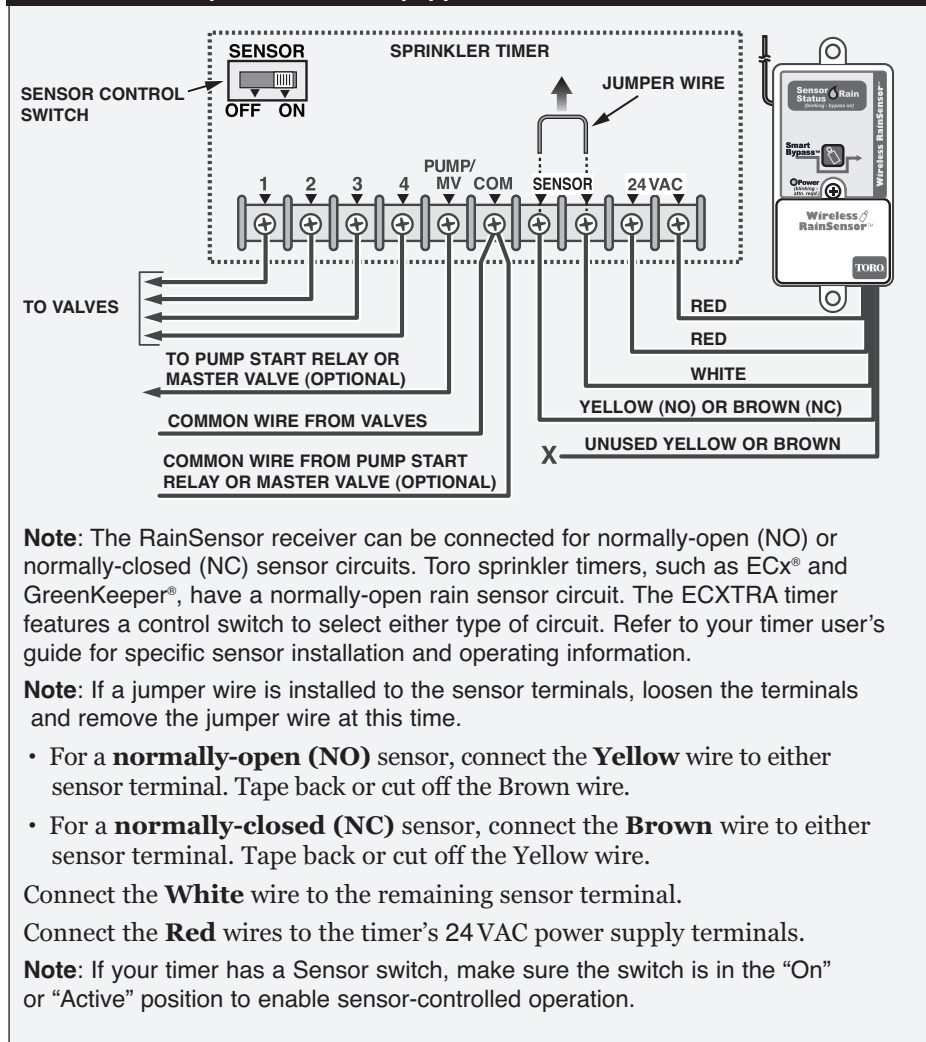 SENSOR
SPRINKLER TIMER
SENSOR CONTROL
SWITCH
OFF ON
JUMPER WIRE
1 2 3 4 PUMP/
MV COM SENSOR 24 VAC
Sensor
Status Rain
(blinking - bypass on)
Smart
Bypass™
Power
(blinking -
attn. reqd.)
Wireless RainSensor™
Wireless
RainSensor™
TORO
TO VALVES
RED
RED
WHITE
YELLOW (NO) OR BROWN (NC)
X UNUSED YELLOW OR BROWN
TO PUMP START RELAY OR
MASTER VALVE (OPTIONAL)
COMMON WIRE FROM VALVES
COMMON WIRE FROM PUMP START
RELAY OR MASTER VALVE (OPTIONAL)
Note: The RainSensor receiver can be connected for normally-open (NO) or
normally-closed (NC) sensor circuits. Toro sprinkler timers, such as ECx® and
GreenKeeper®, have a normally-open rain sensor circuit. The ECXTRA timer
features a control switch to select either type of circuit. Refer to your timer user's
guide for specific sensor installation and operating information.
Note: If a jumper wire is installed to the sensor terminals, loosen the terminals
and remove the jumper wire at this time.
• For a normally-open (NO) sensor, connect the Yellow wire to either
sensor terminal. Tape back or cut off the Brown wire.
• For a normally-closed (NC) sensor, connect the Brown wire to either
sensor terminal. Tape back or cut off the Yellow wire.
Connect the White wire to the remaining sensor terminal.
Connect the Red wires to the timer's 24 VAC power supply terminals.
Note: If your timer has a Sensor switch, make sure the switch is in the “On”
or “Active” position to enable sensor-controlled operation.